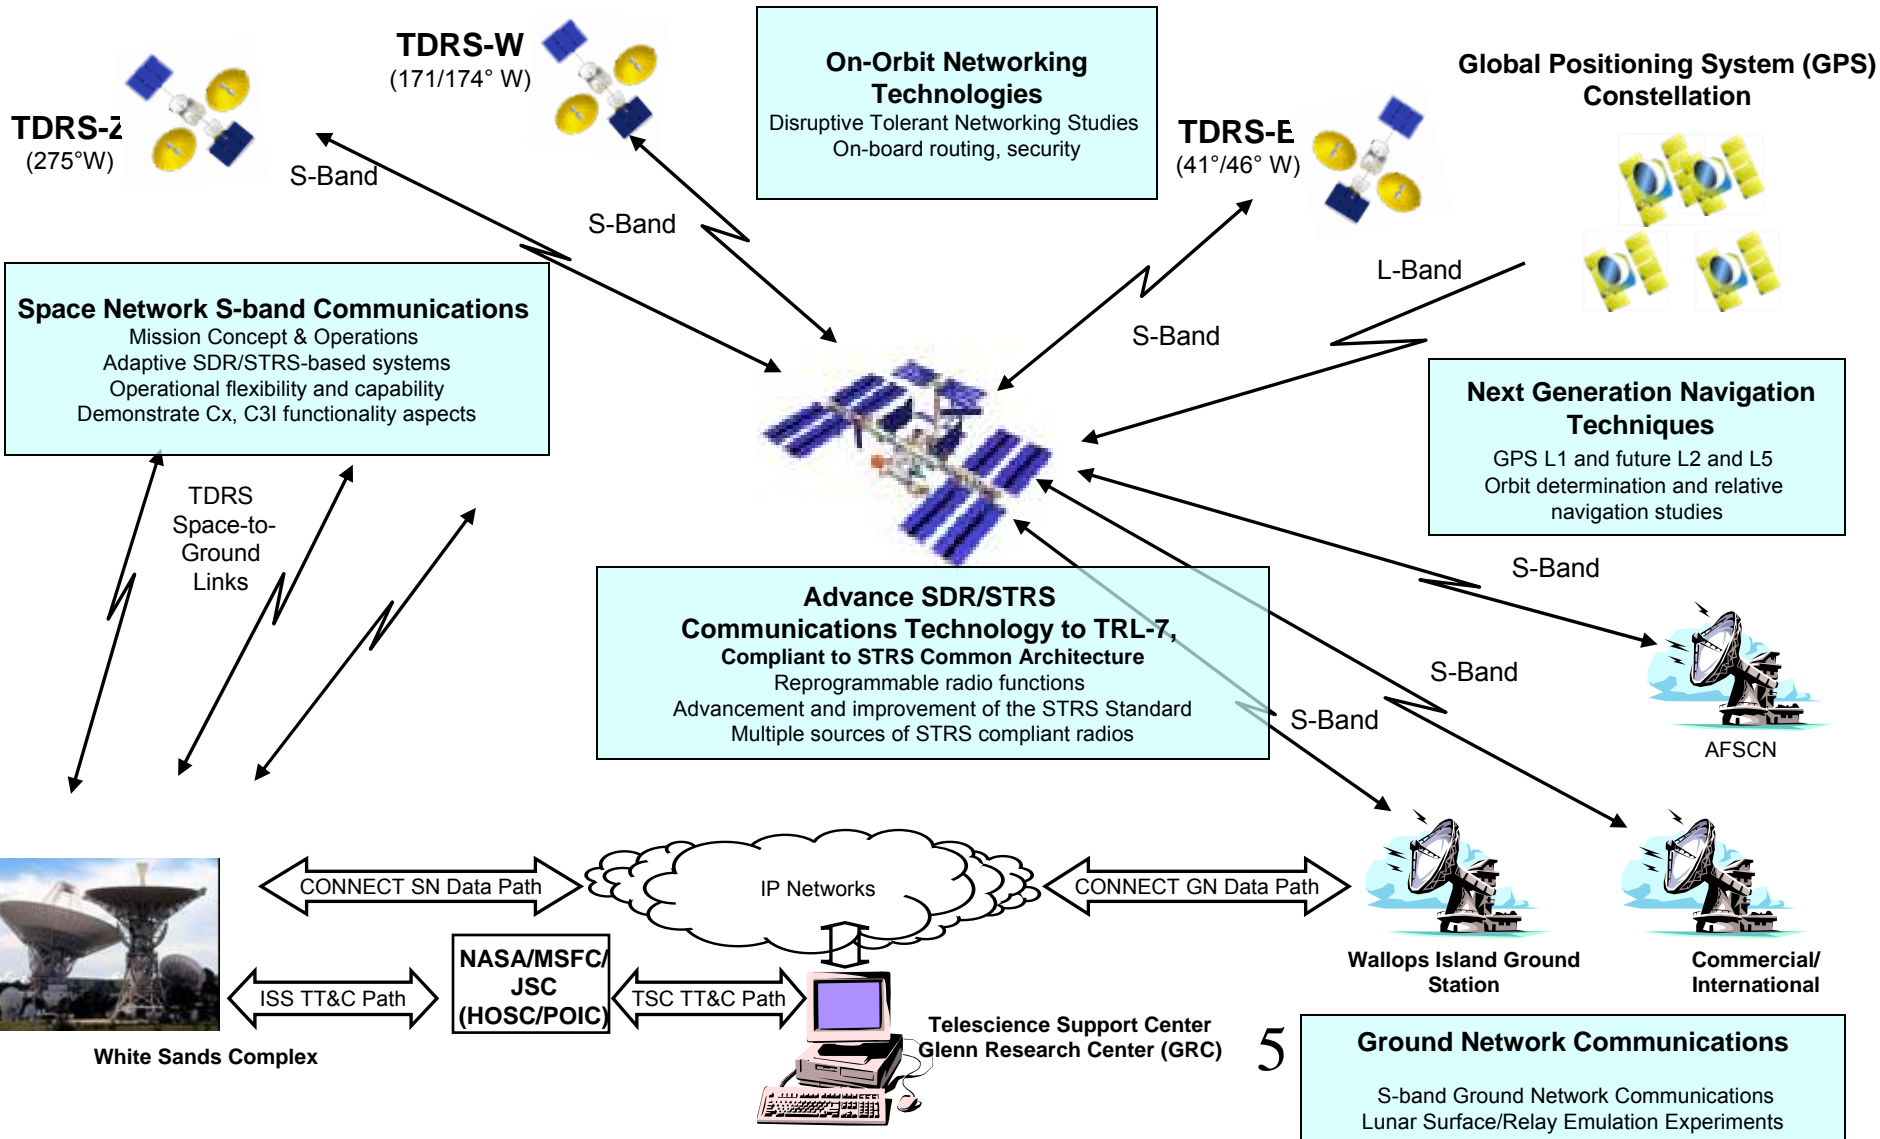 TDRS-W
(171/174° W)
TDRS-Z
(275°W)
S-Band
S-Band
On-Orbit Networking
Technologies
Disruptive Tolerant Networking Studies
On-board routing, security
TDRS-E
(41°/46° W)
S-Band
Global Positioning System (GPS)
Constellation
L-Band
Space Network S-band Communications
Mission Concept & Operations
Adaptive SDR/STRS-based systems
Operational flexibility and capability
Demonstrate Cx, C3I functionality aspects
Next Generation Navigation
Techniques
GPS L1 and future L2 and L5
Orbit determination and relative
navigation studies
TDRS
Space-to-
Ground
Links
Advance SDR/STRS
Communications Technology to TRL-7,
Compliant to STRS Common Architecture
Reprogrammable radio functions
Advancement and improvement of the STRS Standard
Multiple sources of STRS compliant radios
S-Band
S-Band
S-Band
AFSCN
CONNECT SN Data Path
IP Networks
CONNECT GN Data Path
Wallops Island Ground
Station
Commercial/
International
ISS TT&C Path
NASA/MSFC/
JSC
(HOSC/POIC)
TSC TT&C Path
White Sands Complex
Telescience Support Center
Glenn Research Center (GRC)
5
Ground Network Communications
S-band Ground Network Communications
Lunar Surface/Relay Emulation Experiments